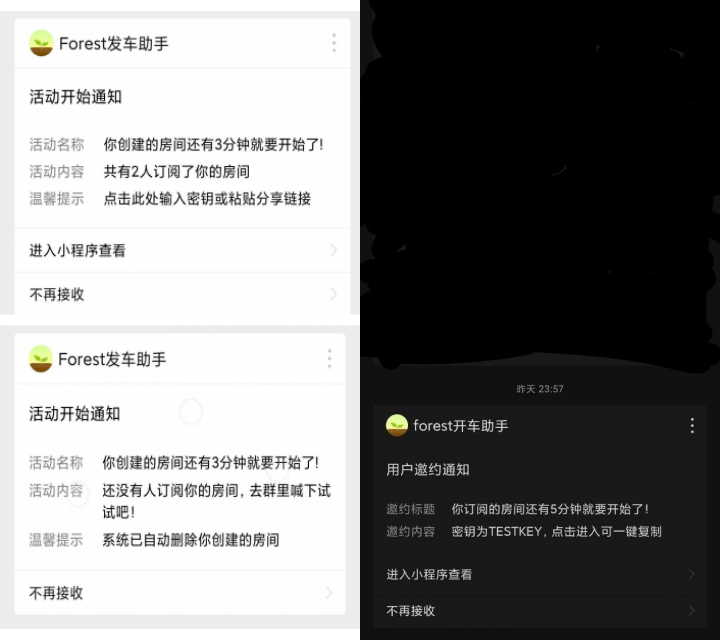 Forest发车助手
活动开始通知
活动名称 你创建的房间还有3分钟就要开始了!
活动内容 共有2人订阅了你的房间
温馨提示 点击此处输入密钥或粘贴分享链接
进入小程序查看
不再接收
Forest发车助手
活动开始通知
活动名称 你创建的房间还有3分钟就要开始了!
活动内容 还没有人订阅你的房间，去群里喊下试
试吧!
温馨提示 系统已自动删除你创建的房间
不再接收
昨天 23:57
forest开车助手
用户邀约通知
邀约标题 你订阅的房间还有5分钟就要开始了!
邀约内容 密钥为TESTKEY，点击进入可一键复制
进入小程序查看
不再接收